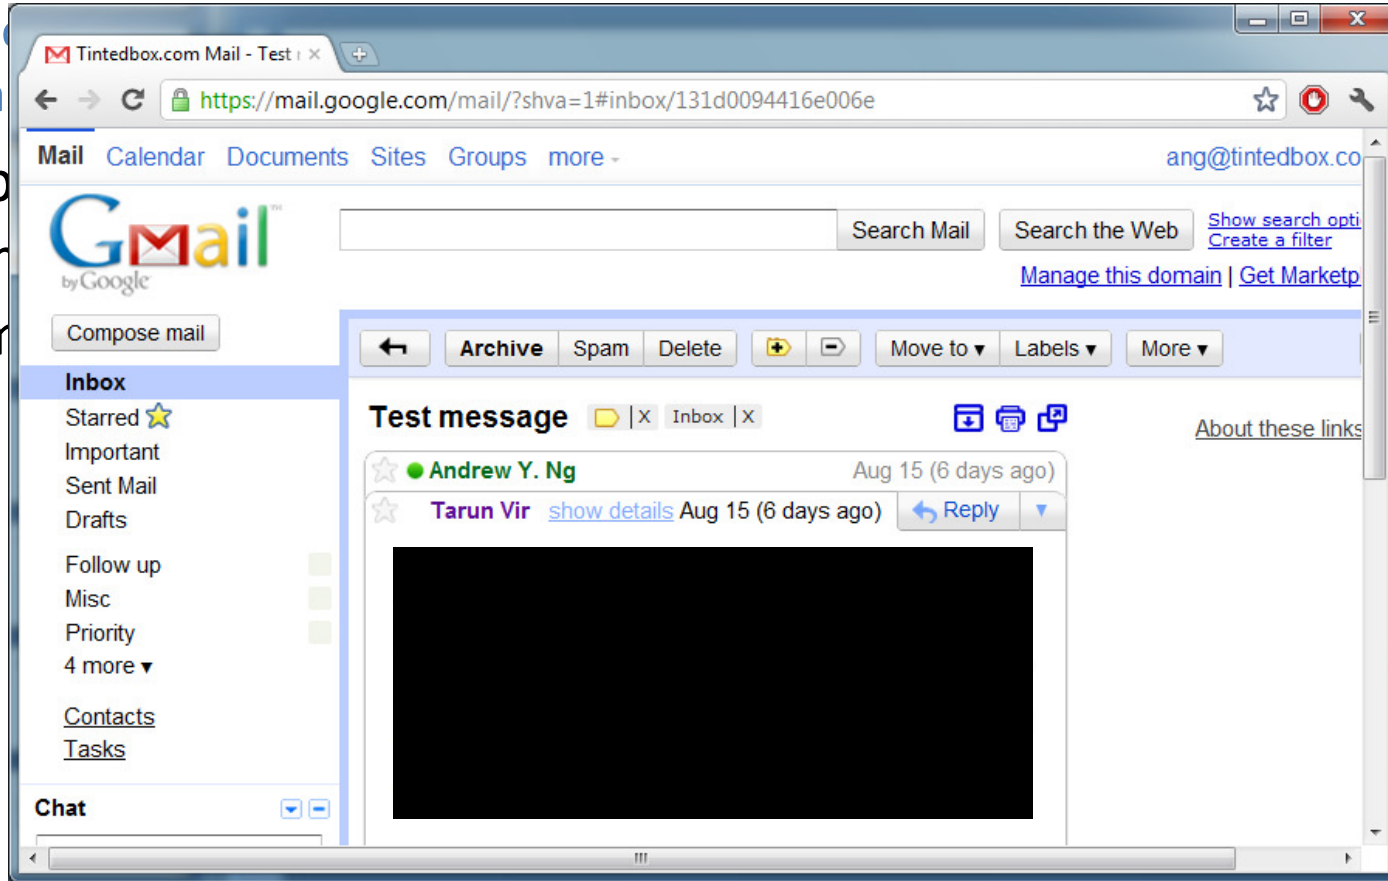 Tintedbox.com Mail - Test
https://mail.google.com/mail/?shva=1#inbox/131d0094416e006e
Mail Calendar Documents Sites Groups more ang@tintedbox.co
Gmail™
by Google
Search Mail Search the Web Show search opti
Create a filter
Manage this domain | Get Marketp
Compose mail
Archive Spam Delete Move to ▾ Labels ▾ More ▾
Inbox
Starred
Important
Sent Mail
Drafts
Follow up
Misc
Priority
4 more ▾
Contacts
Tasks
Chat
Test message | X Inbox | X
About these links
Andrew Y. Ng Aug 15 (6 days ago)
Tarun Vir show details Aug 15 (6 days ago) Reply